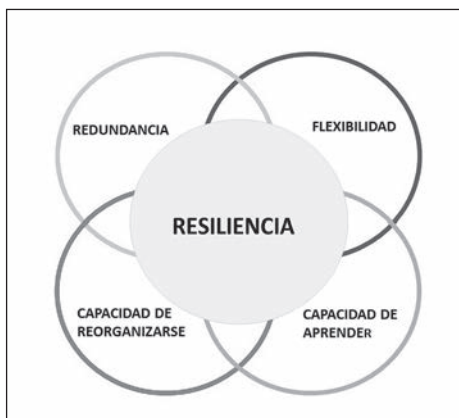 REDUNDANCIA
FLEXIBILIDAD
RESILIENCIA
CAPACIDAD DE
REORGANIZARSE
CAPACIDAD DE
APRENDER